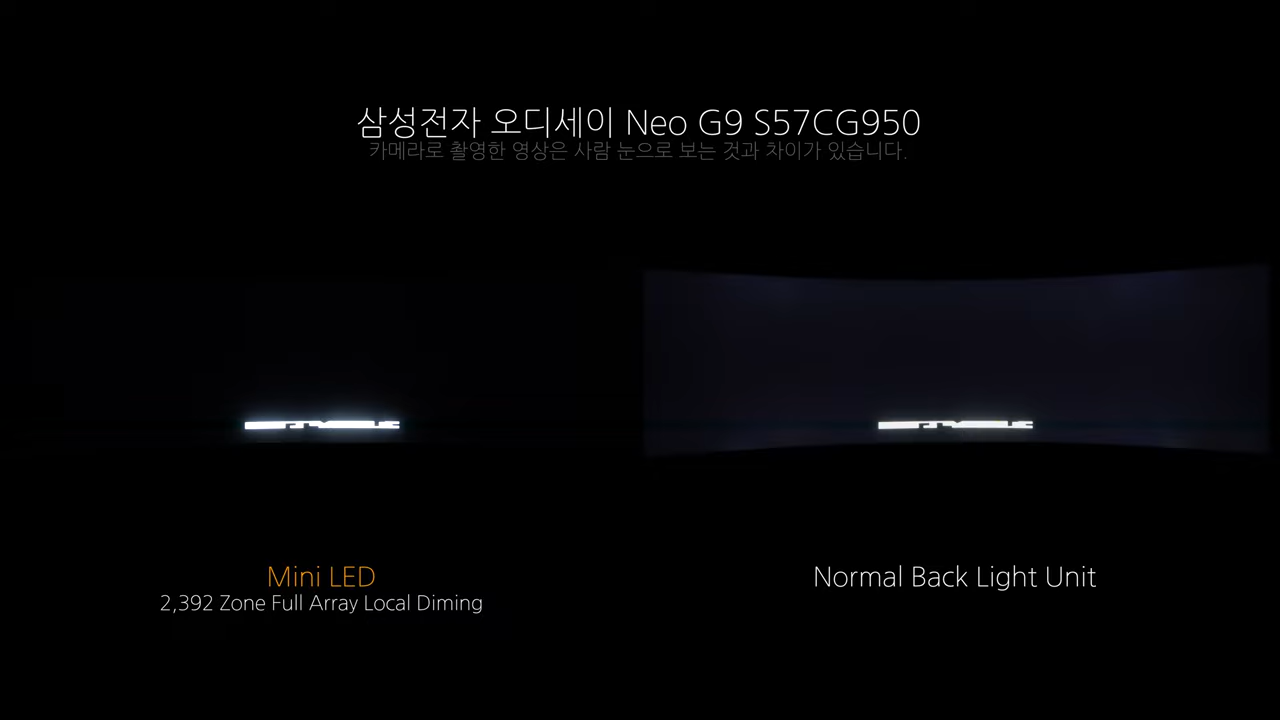 삼성전자 오디세이 Neo G9 S57CG950
카메라로 촬영한 영상은 사람 눈으로 보는 것과 차이가 있습니다.
Mini LED
2,392 Zone Full Array Local Diming
Normal Back Light Unit